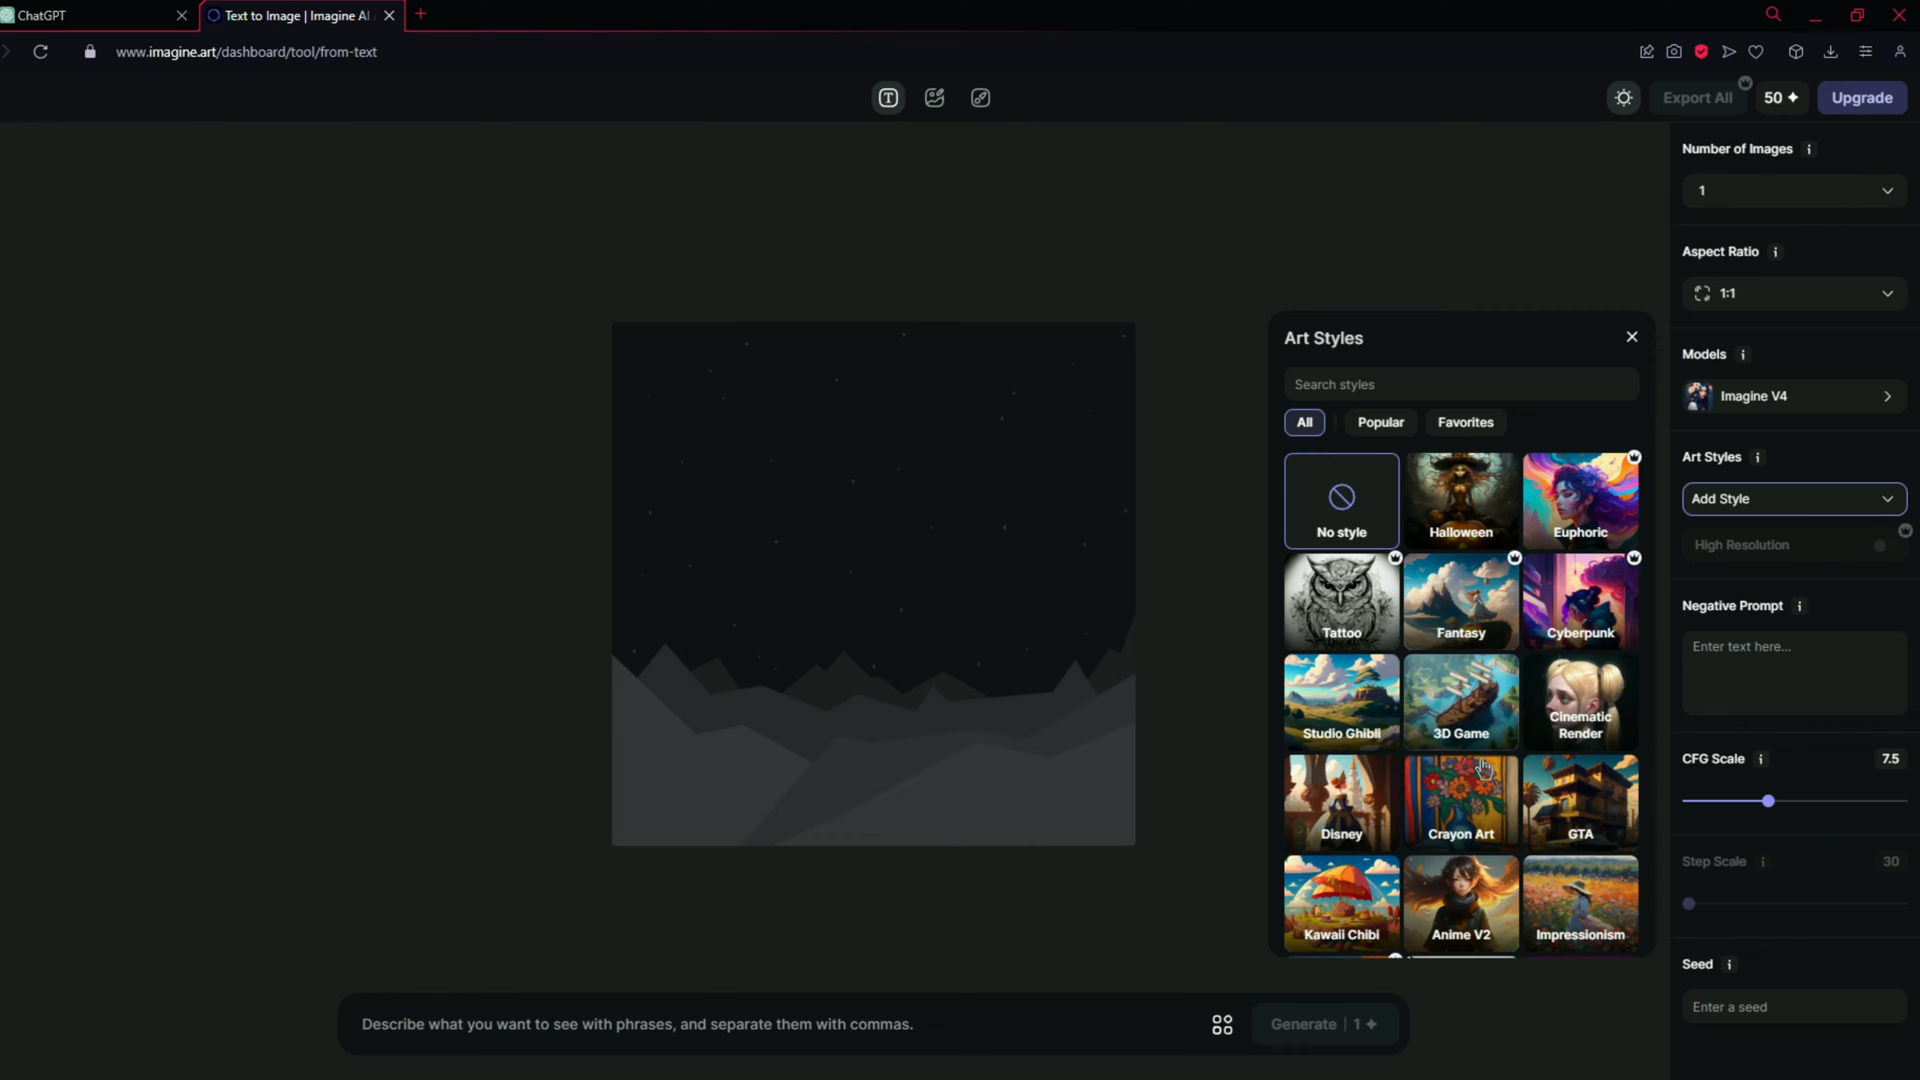 ChatGPT
Text to Image | Imagine AI
www.imagine.art/dashboard/tool/from-text
Export All
50
Upgrade
Number of Images
1
Aspect Ratio
1:1
Models
Imagine V4
Art Styles
Add Style
High Resolution
Negative Prompt
Enter text here...
CFG Scale
7.5
Step Scale
30
Seed
Enter a seed
Art Styles
Search styles
All
Popular
Favorites
No style
Halloween
Euphoric
Tattoo
Fantasy
Cyberpunk
Studio Ghibli
3D Game
Cinematic
Render
Disney
Crayon Art
GTA
Kawaii Chibi
Anime V2
Impressionism
Describe what you want to see with phrases, and separate them with commas.
Generate | 1